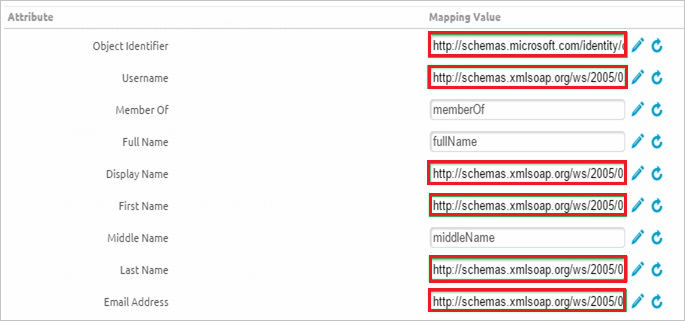 Attribute Mapping Value
Object Identifier http://schemas.microsoft.com/identity/
Username http://schemas.xmlsoap.org/ws/2005/0
Member Of memberOf
Full Name fullName
Display Name http://schemas.xmlsoap.org/ws/2005/0
First Name http://schemas.xmlsoap.org/ws/2005/0
Middle Name middleName
Last Name http://schemas.xmlsoap.org/ws/2005/0
Email Address http://schemas.xmlsoap.org/ws/2005/0